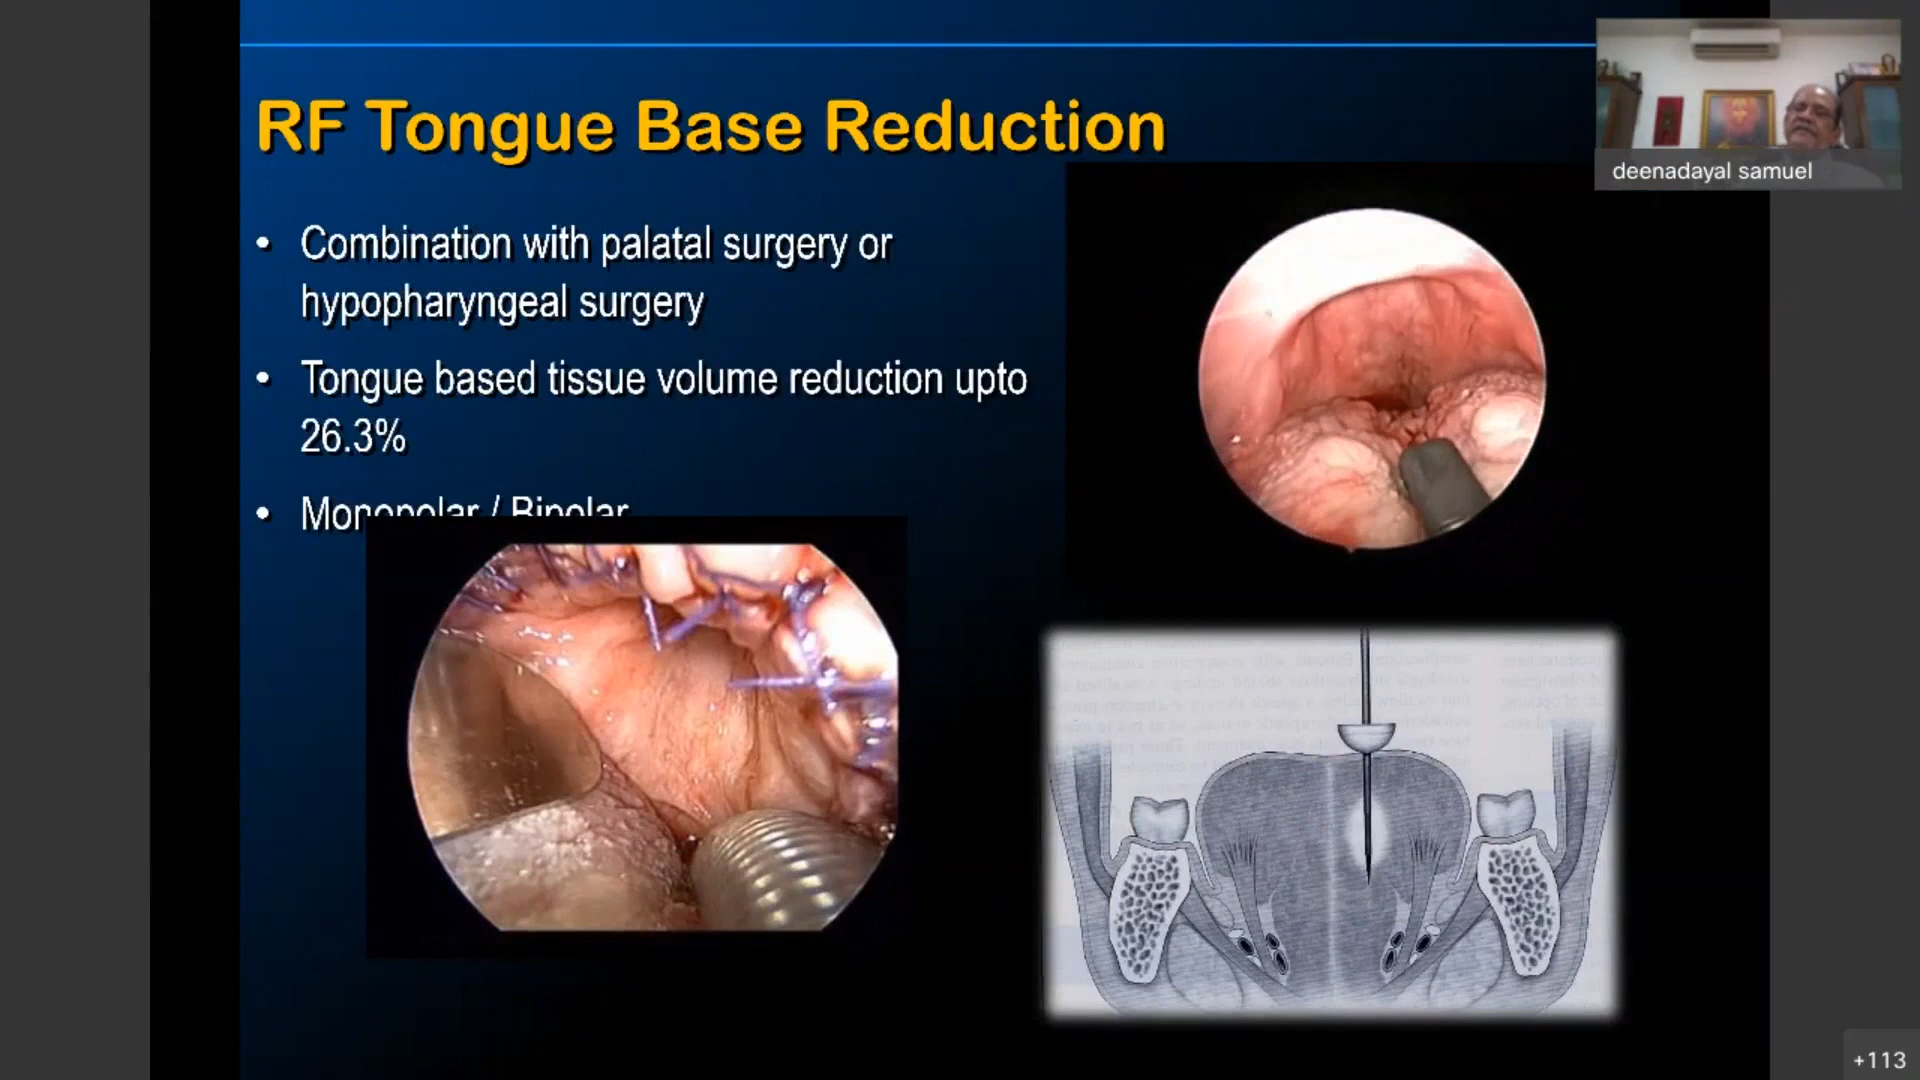 RF Tongue Base Reduction
deenadayal samuel
• Combination with palatal surgery or
hypopharyngeal surgery
• Tongue based tissue volume reduction upto
26.3%
• Monopolar / Bipolar
+113